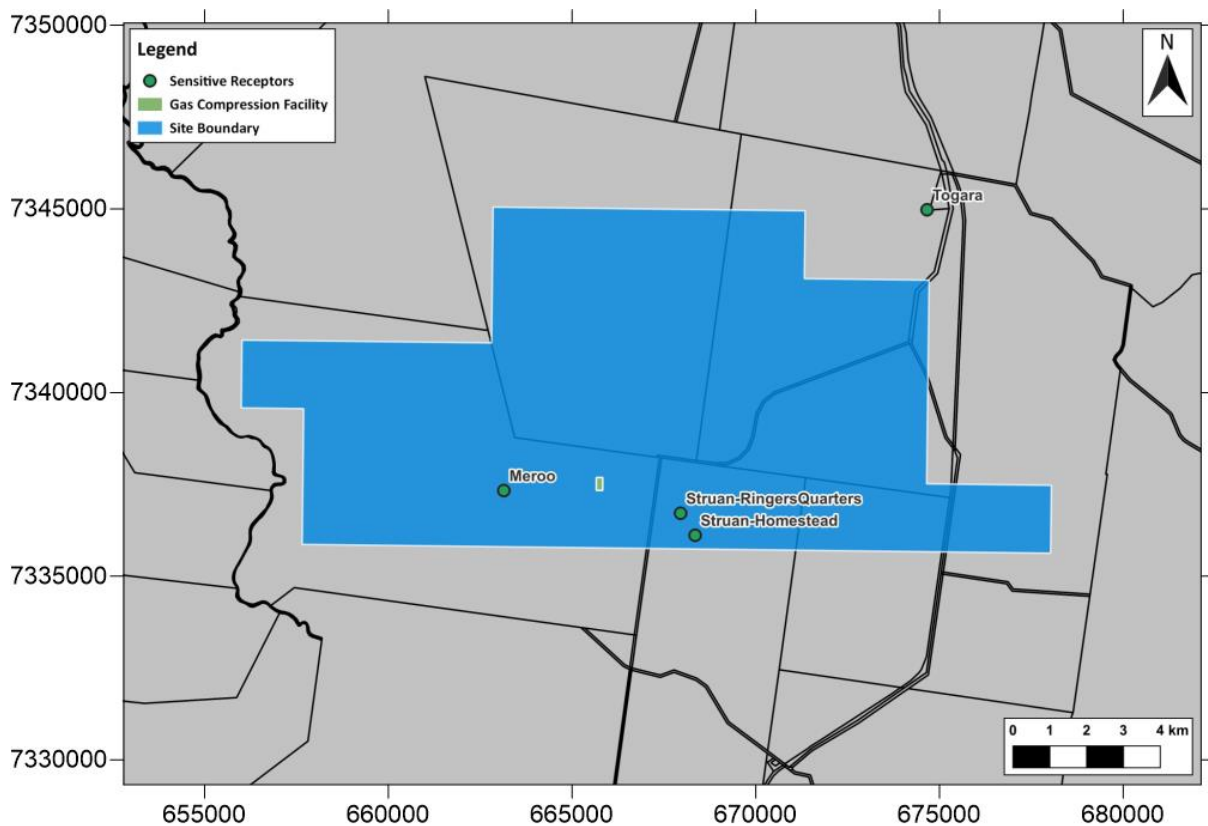 7350000
Legend
Sensitive Receptors
Gas Compression Facility
Site Boundary
N
7345000
Togara
7340000
Meroo
Struan-RingersQuarters
Struan-Homestead
7335000
0 1 2 3 4 km
7330000
655000 660000 665000 670000 675000 680000